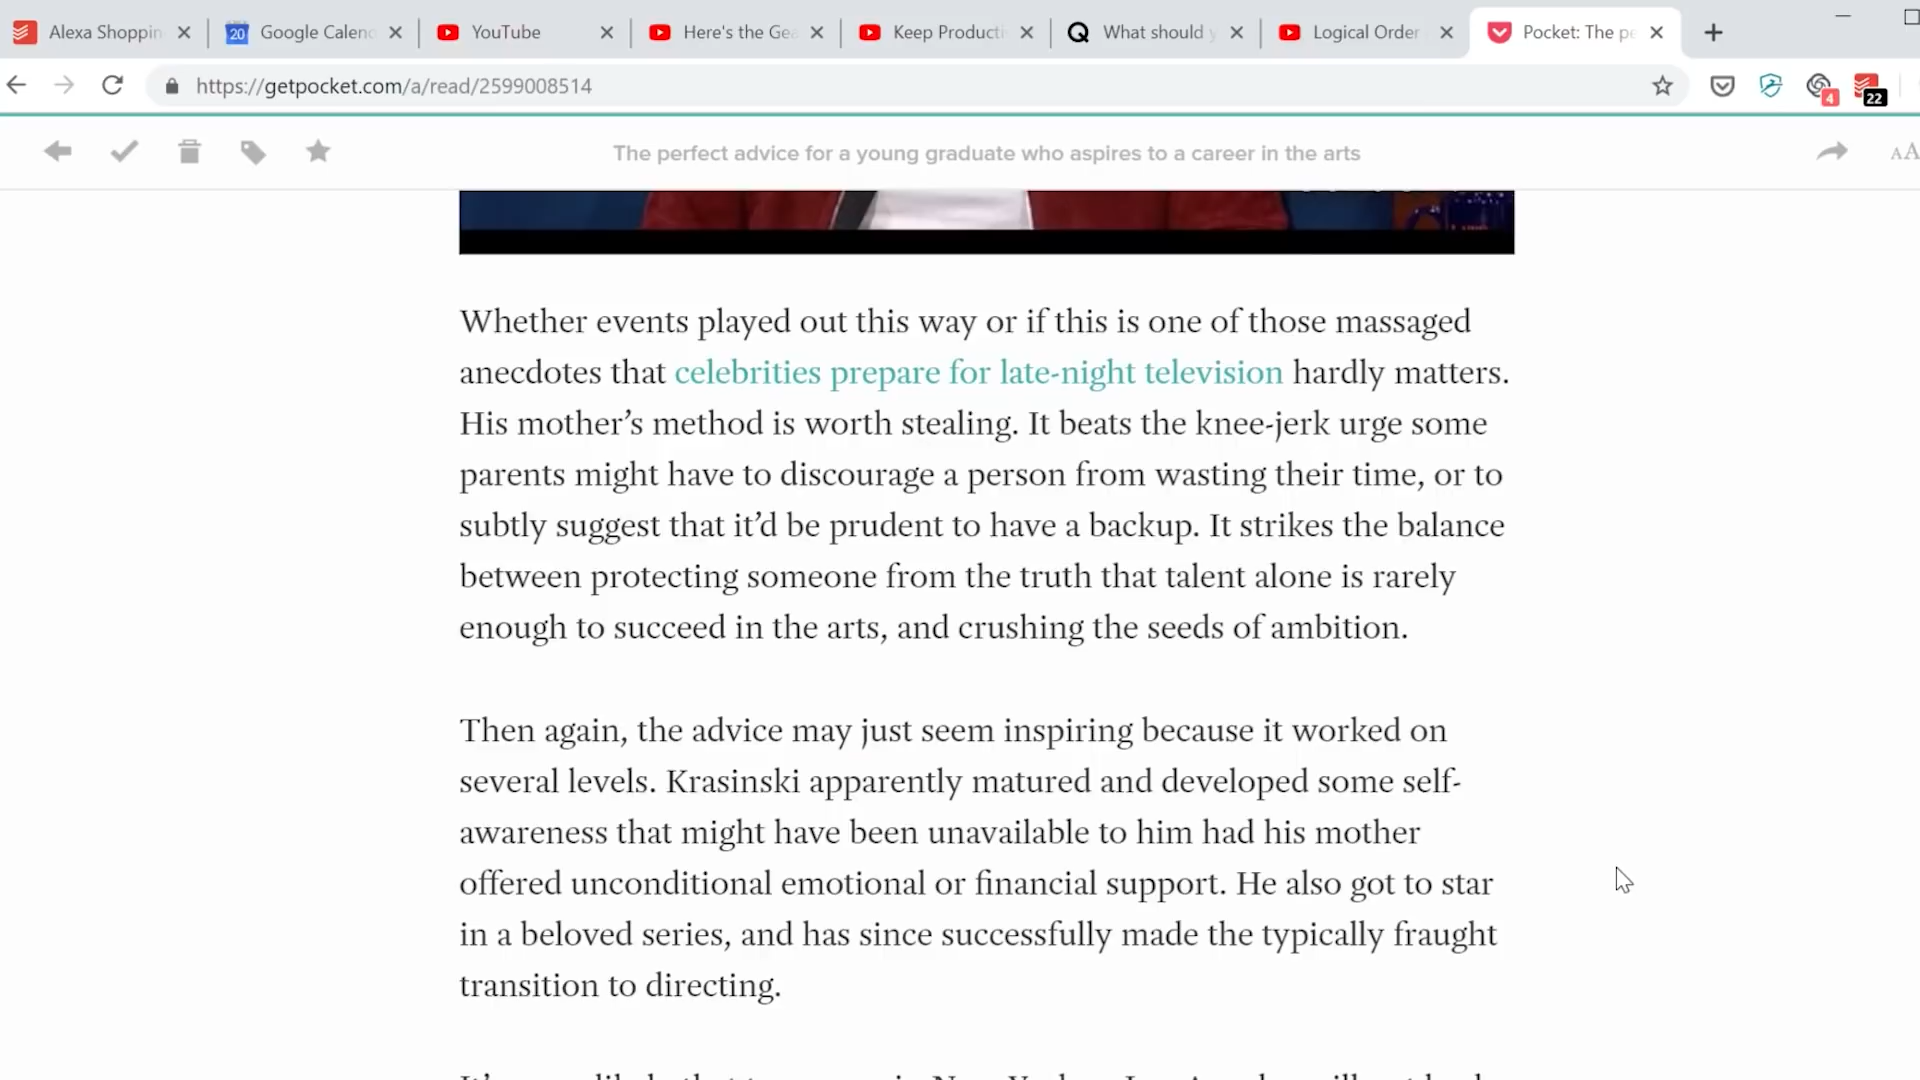 Alexa Shoppin
20 Google Calenc
YouTube
Here's the Gea
Keep Producti
What should y
Logical Order
Pocket: The pe
https://getpocket.com/a/read/2599008514
4
22
The perfect advice for a young graduate who aspires to a career in the arts
AA
Whether events played out this way or if this is one of those massaged
anecdotes that celebrities prepare for late-night television hardly matters.
His mother’s method is worth stealing. It beats the knee-jerk urge some
parents might have to discourage a person from wasting their time, or to
subtly suggest that it’d be prudent to have a backup. It strikes the balance
between protecting someone from the truth that talent alone is rarely
enough to succeed in the arts, and crushing the seeds of ambition.
Then again, the advice may just seem inspiring because it worked on
several levels. Krasinski apparently matured and developed some self-
awareness that might have been unavailable to him had his mother
offered unconditional emotional or financial support. He also got to star
in a beloved series, and has since successfully made the typically fraught
transition to directing.